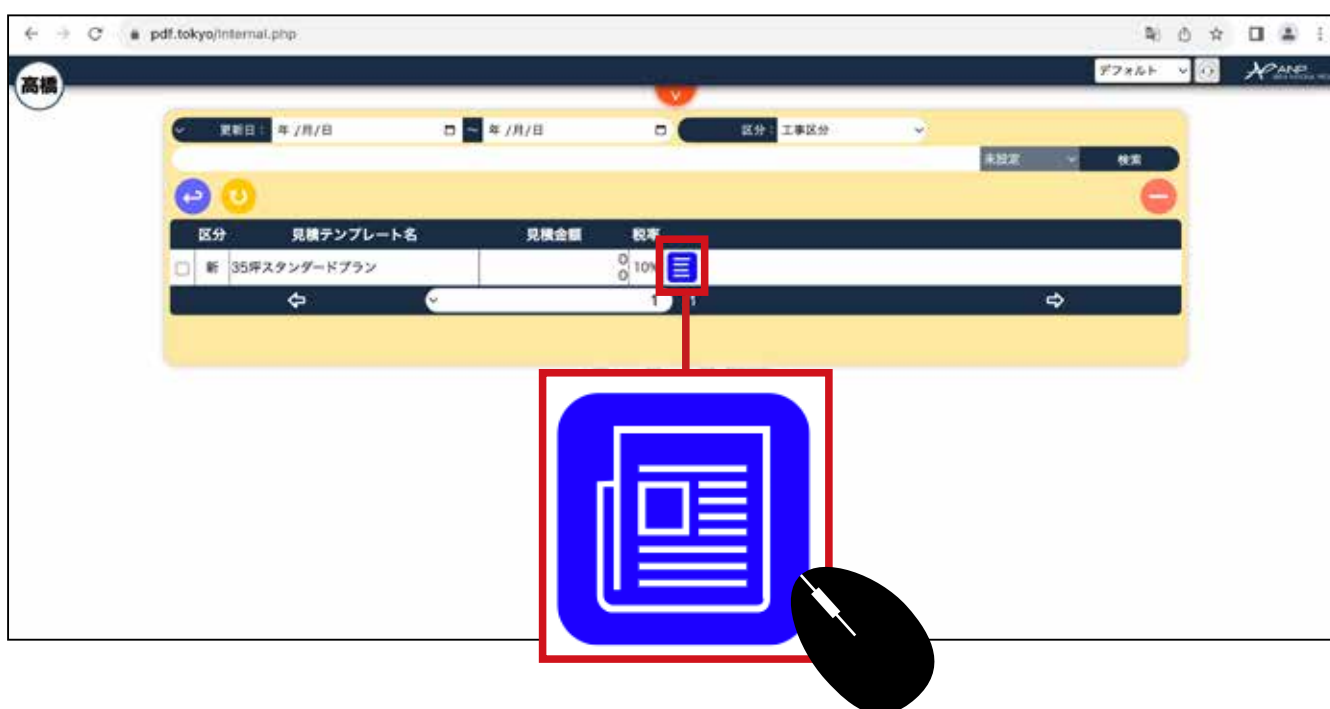 pdf.tokyo/internal.php
高橋
デフォルト
更新日： 年 /月/日 ~ 年 /月/日 区分： 工事区分
未設定 検索
区分 見積テンプレート名 見積金額 税率
新 35坪スタンダードプラン 0 10%
0
1 1